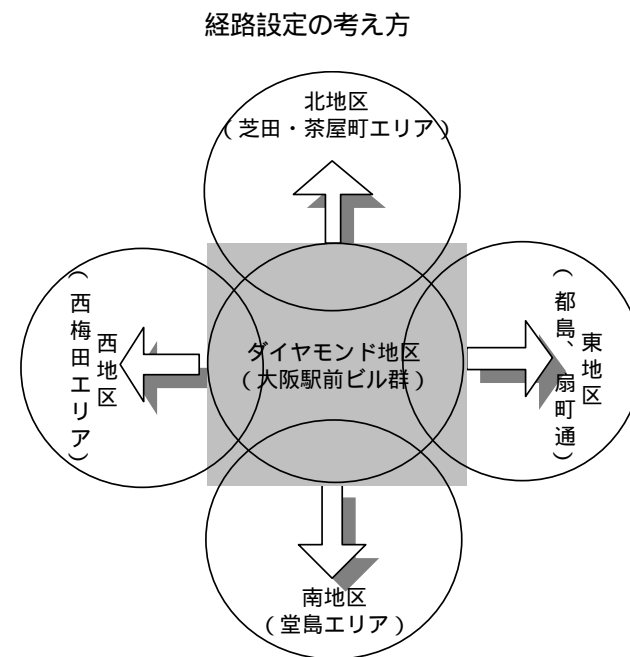 経路設定の考え方
北地区
(芝田・茶屋町エリア)
ダイヤモンド地区
(大阪駅前ビル群)
西地区
(西梅田エリア)
東地区
(都島、扇町通)
南地区
(堂島エリア)